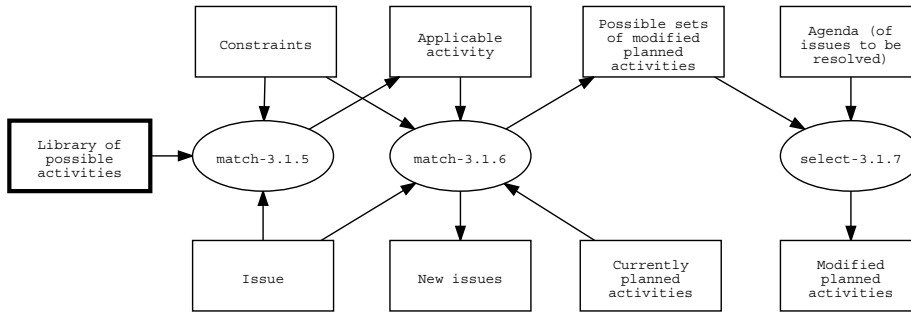 Constraints
Applicable
activity
Possible sets
of modified
planned
activities
Agenda (of
issues to be
resolved)
Library of
possible
activities
match-3.1.5
match-3.1.6
select-3.1.7
Issue
New issues
Currently
planned
activities
Modified
planned
activities